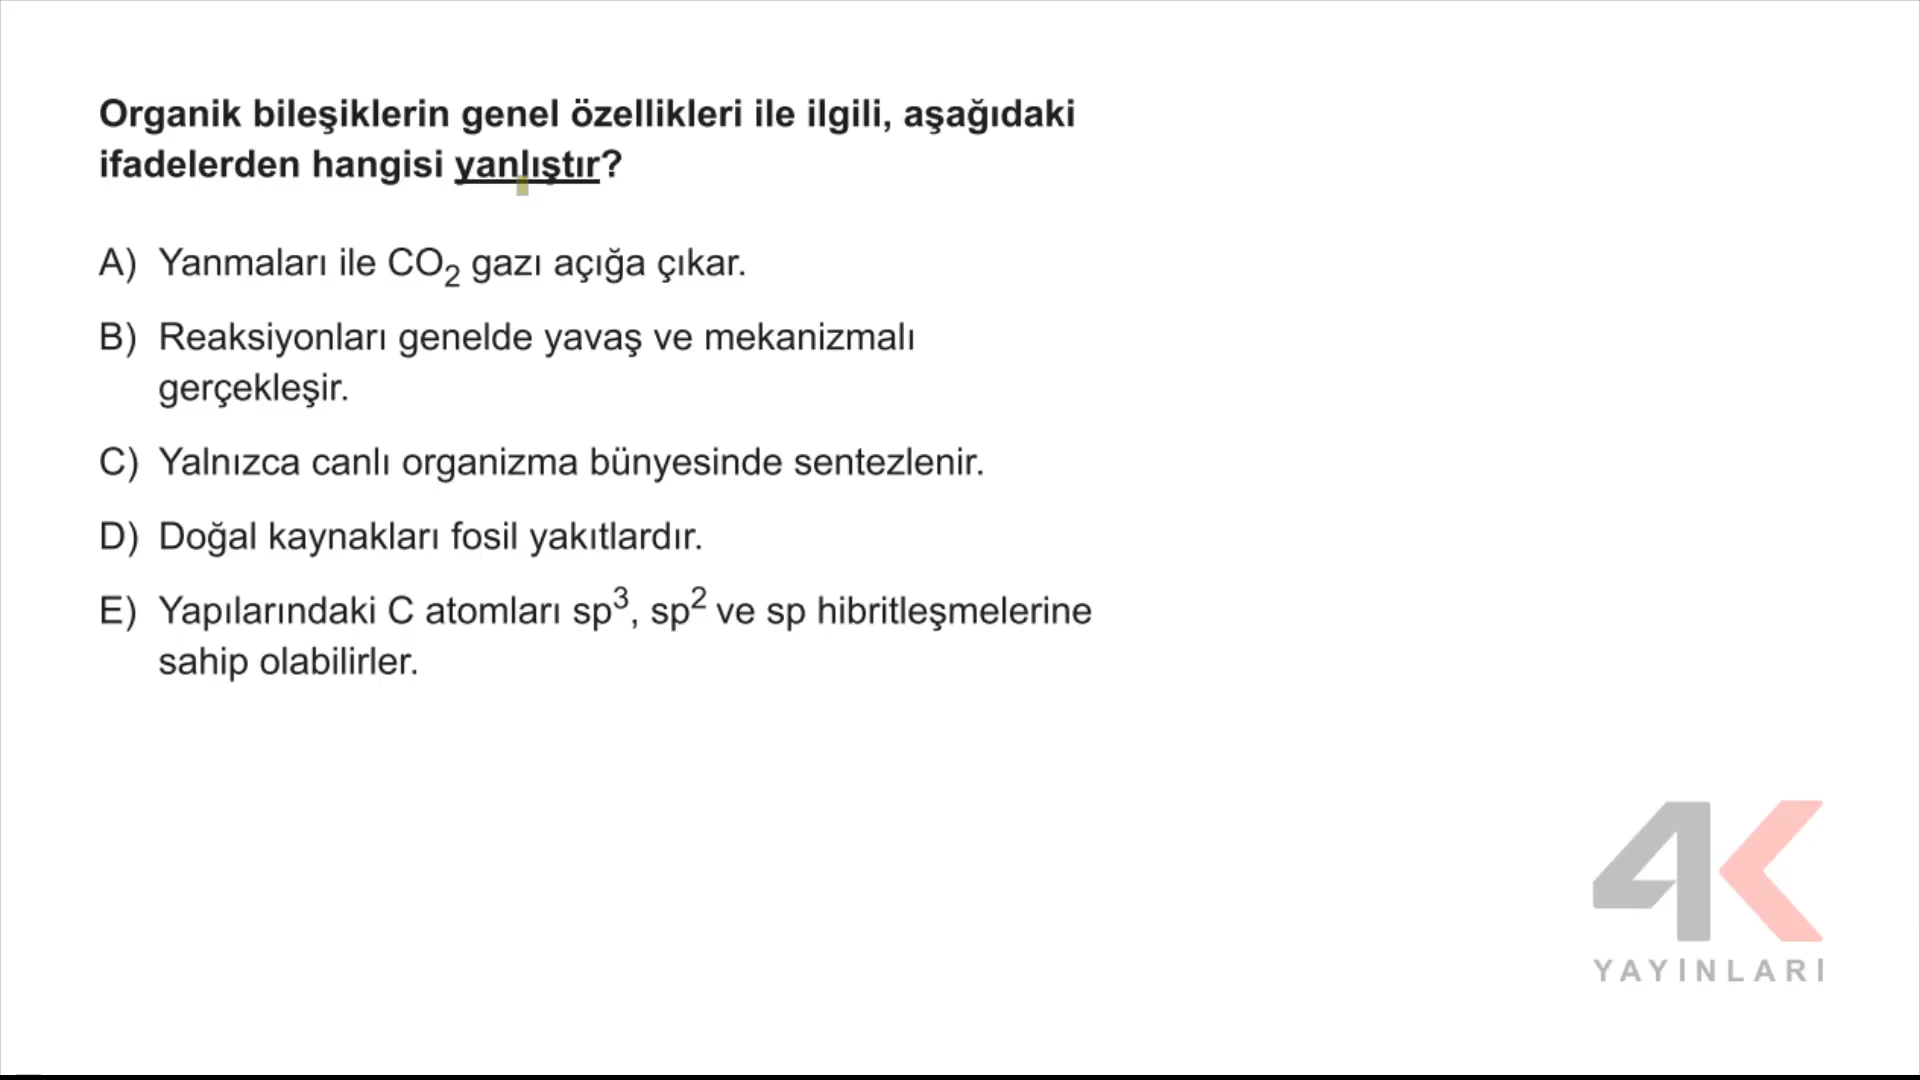 Organik bileşiklerin genel özellikleri ile ilgili, aşağıdaki
ifadelerden hangisi yanlıştır?
A) Yanmaları ile CO₂ gazı açığa çıkar.
B) Reaksiyonları genelde yavaş ve mekanizmalı
gerçekleşir.
C) Yalnızca canlı organizma bünyesinde sentezlenir.
D) Doğal kaynakları fosil yakıtlardır.
E) Yapılarındaki C atomları sp³, sp² ve sp hibritleşmelerine
sahip olabilirler.
4K
YAYINLARI